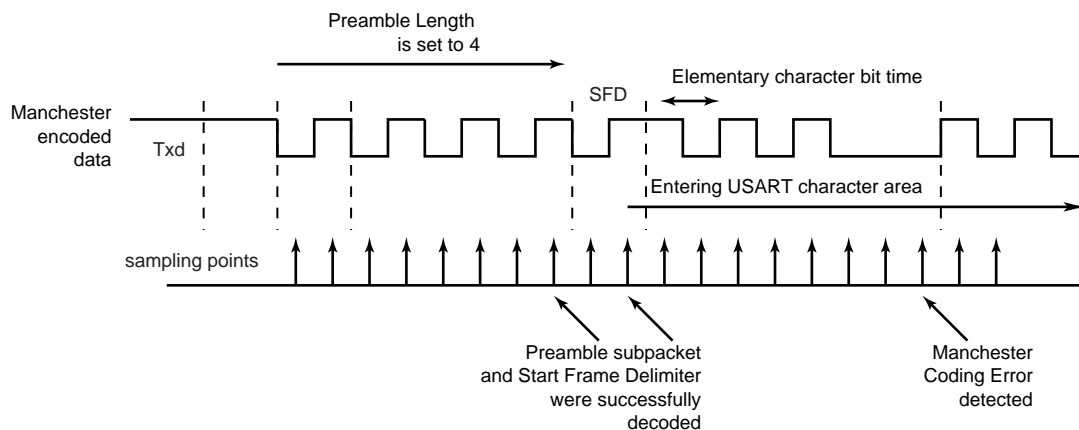 Preamble Length
is set to 4
Elementary character bit time
SFD
Manchester
encoded
data
Txd
Entering USART character area
sampling points
Preamble subpacket
and Start Frame Delimiter
were successfully
decoded
Manchester
Coding Error
detected